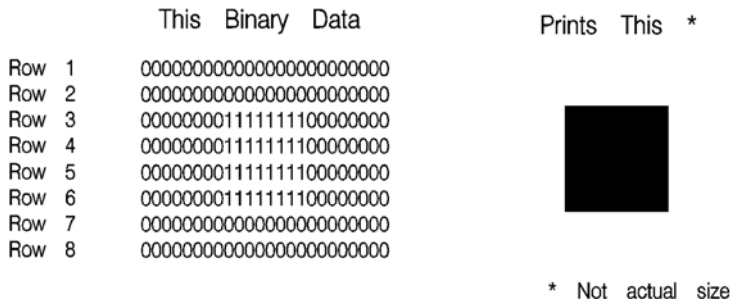 This Binary Data
Prints This *
Row 1 000000000000000000000000
Row 2 000000000000000000000000
Row 3 000000001111111100000000
Row 4 000000001111111100000000
Row 5 000000001111111100000000
Row 6 000000001111111100000000
Row 7 000000000000000000000000
Row 8 000000000000000000000000
* Not actual size